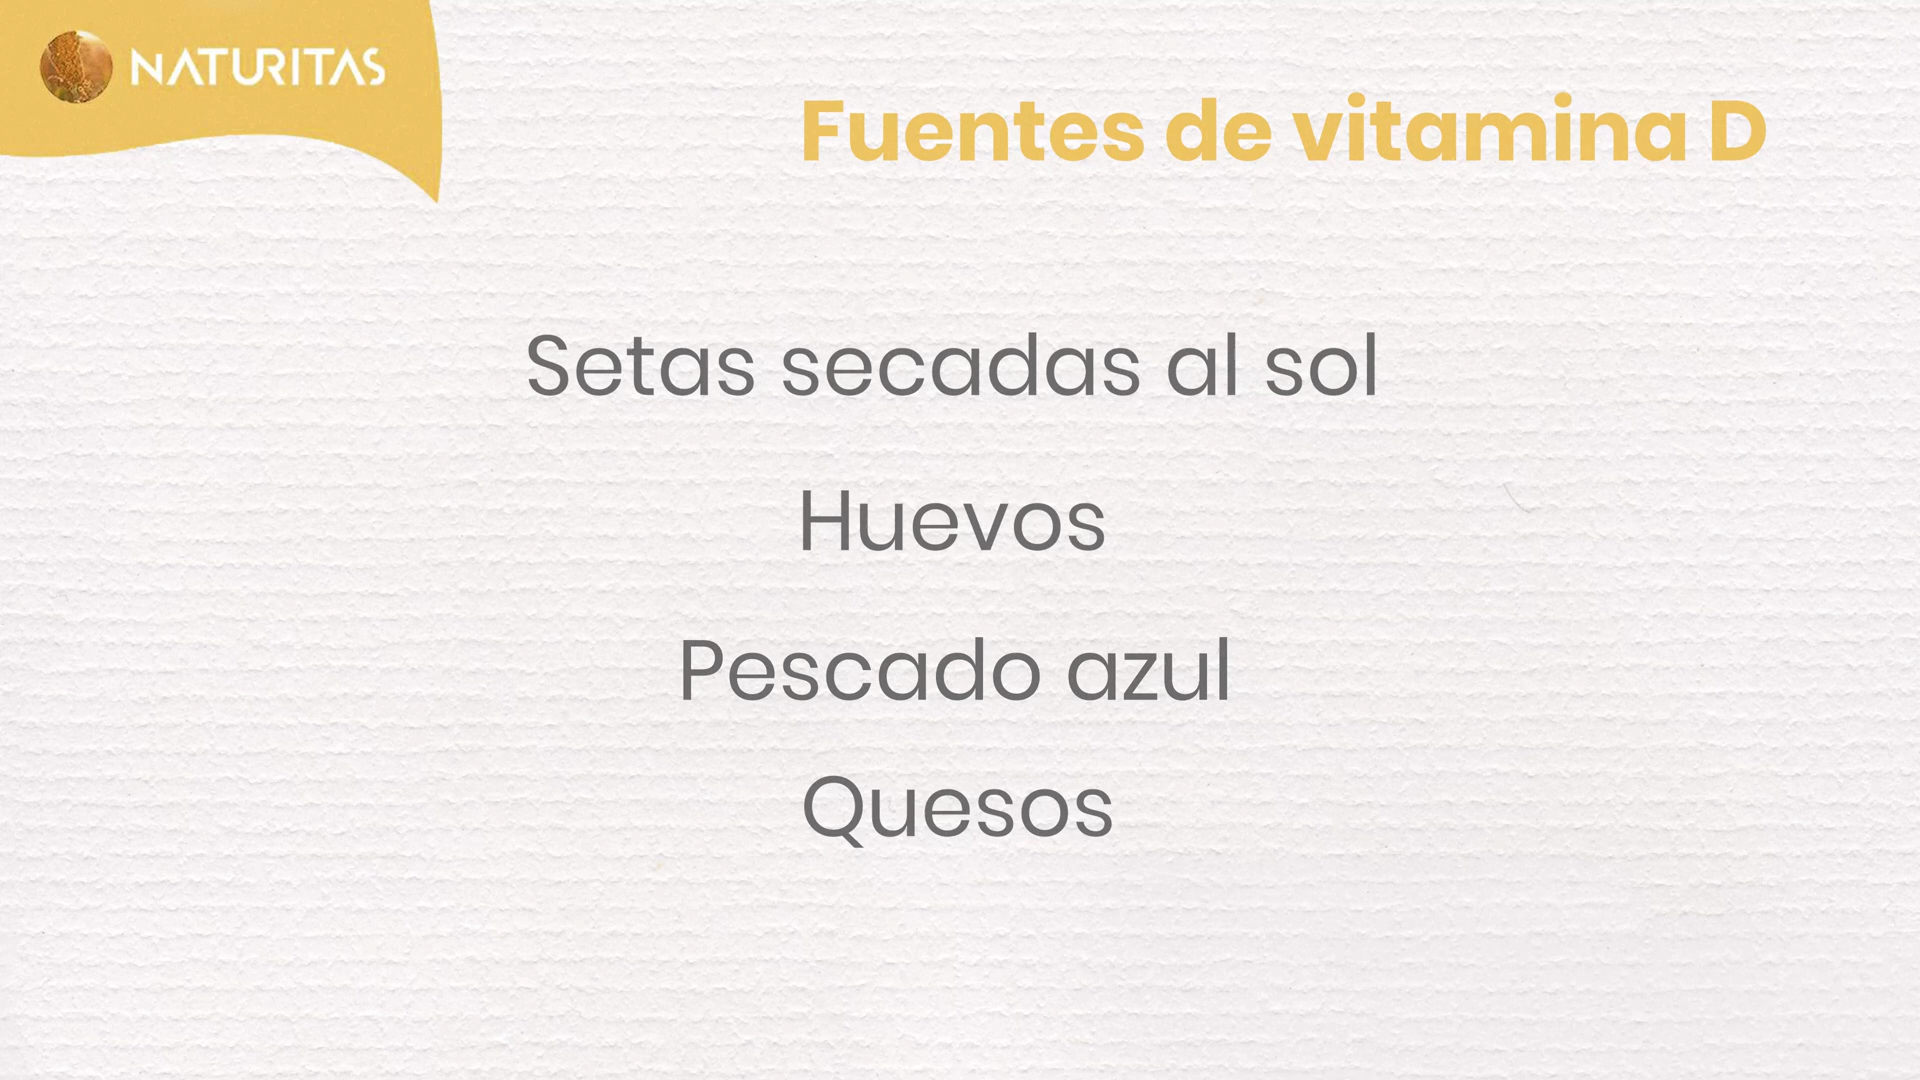 NATURITAS
Fuentes de vitamina D
Setas secadas al sol
Huevos
Pescado azul
Quesos